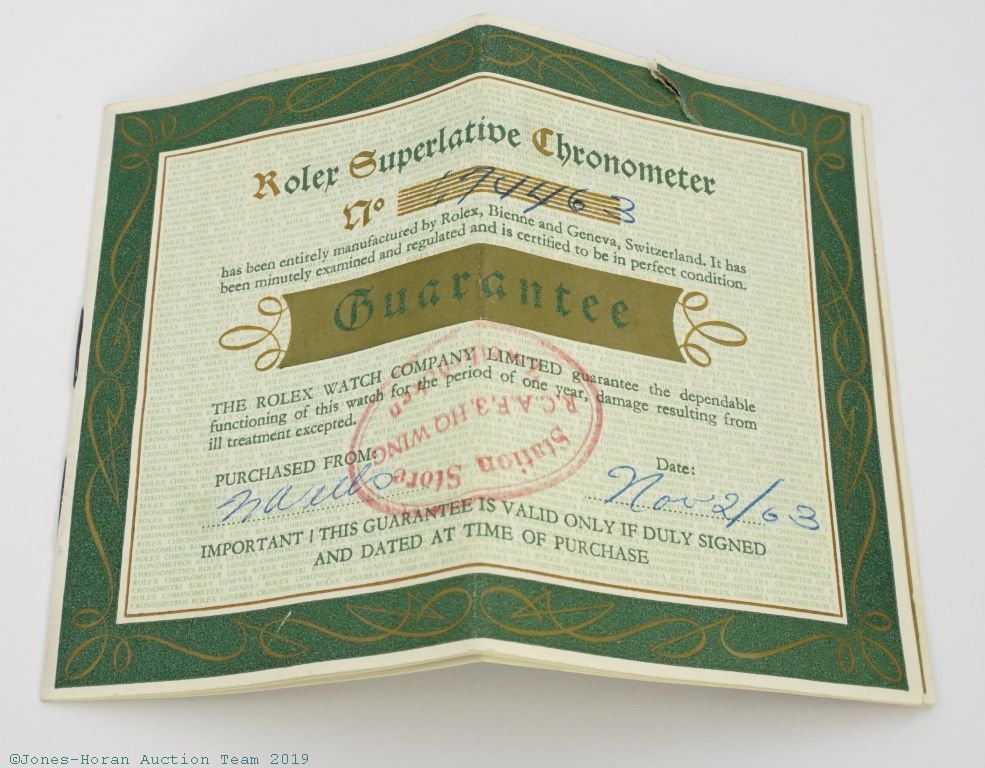 Rolex Superlative Chronometer
No 194463
has been entirely manufactured by Rolex, Bienne and Geneva, Switzerland. It has
been minutely examined and regulated and is certified to be in perfect condition.
Guarantee
THE ROLEX WATCH COMPANY LIMITED guarantee the dependable
functioning of this watch for the period of one year, damage resulting from
ill treatment excepted.
Station Store
R.C.A.F. 3, HQ WING
PURCHASED FROM:
Date:
Nov 2/63
IMPORTANT ! THIS GUARANTEE IS VALID ONLY IF DULY SIGNED
AND DATED AT TIME OF PURCHASE
©Jones-Horan Auction Team 2019